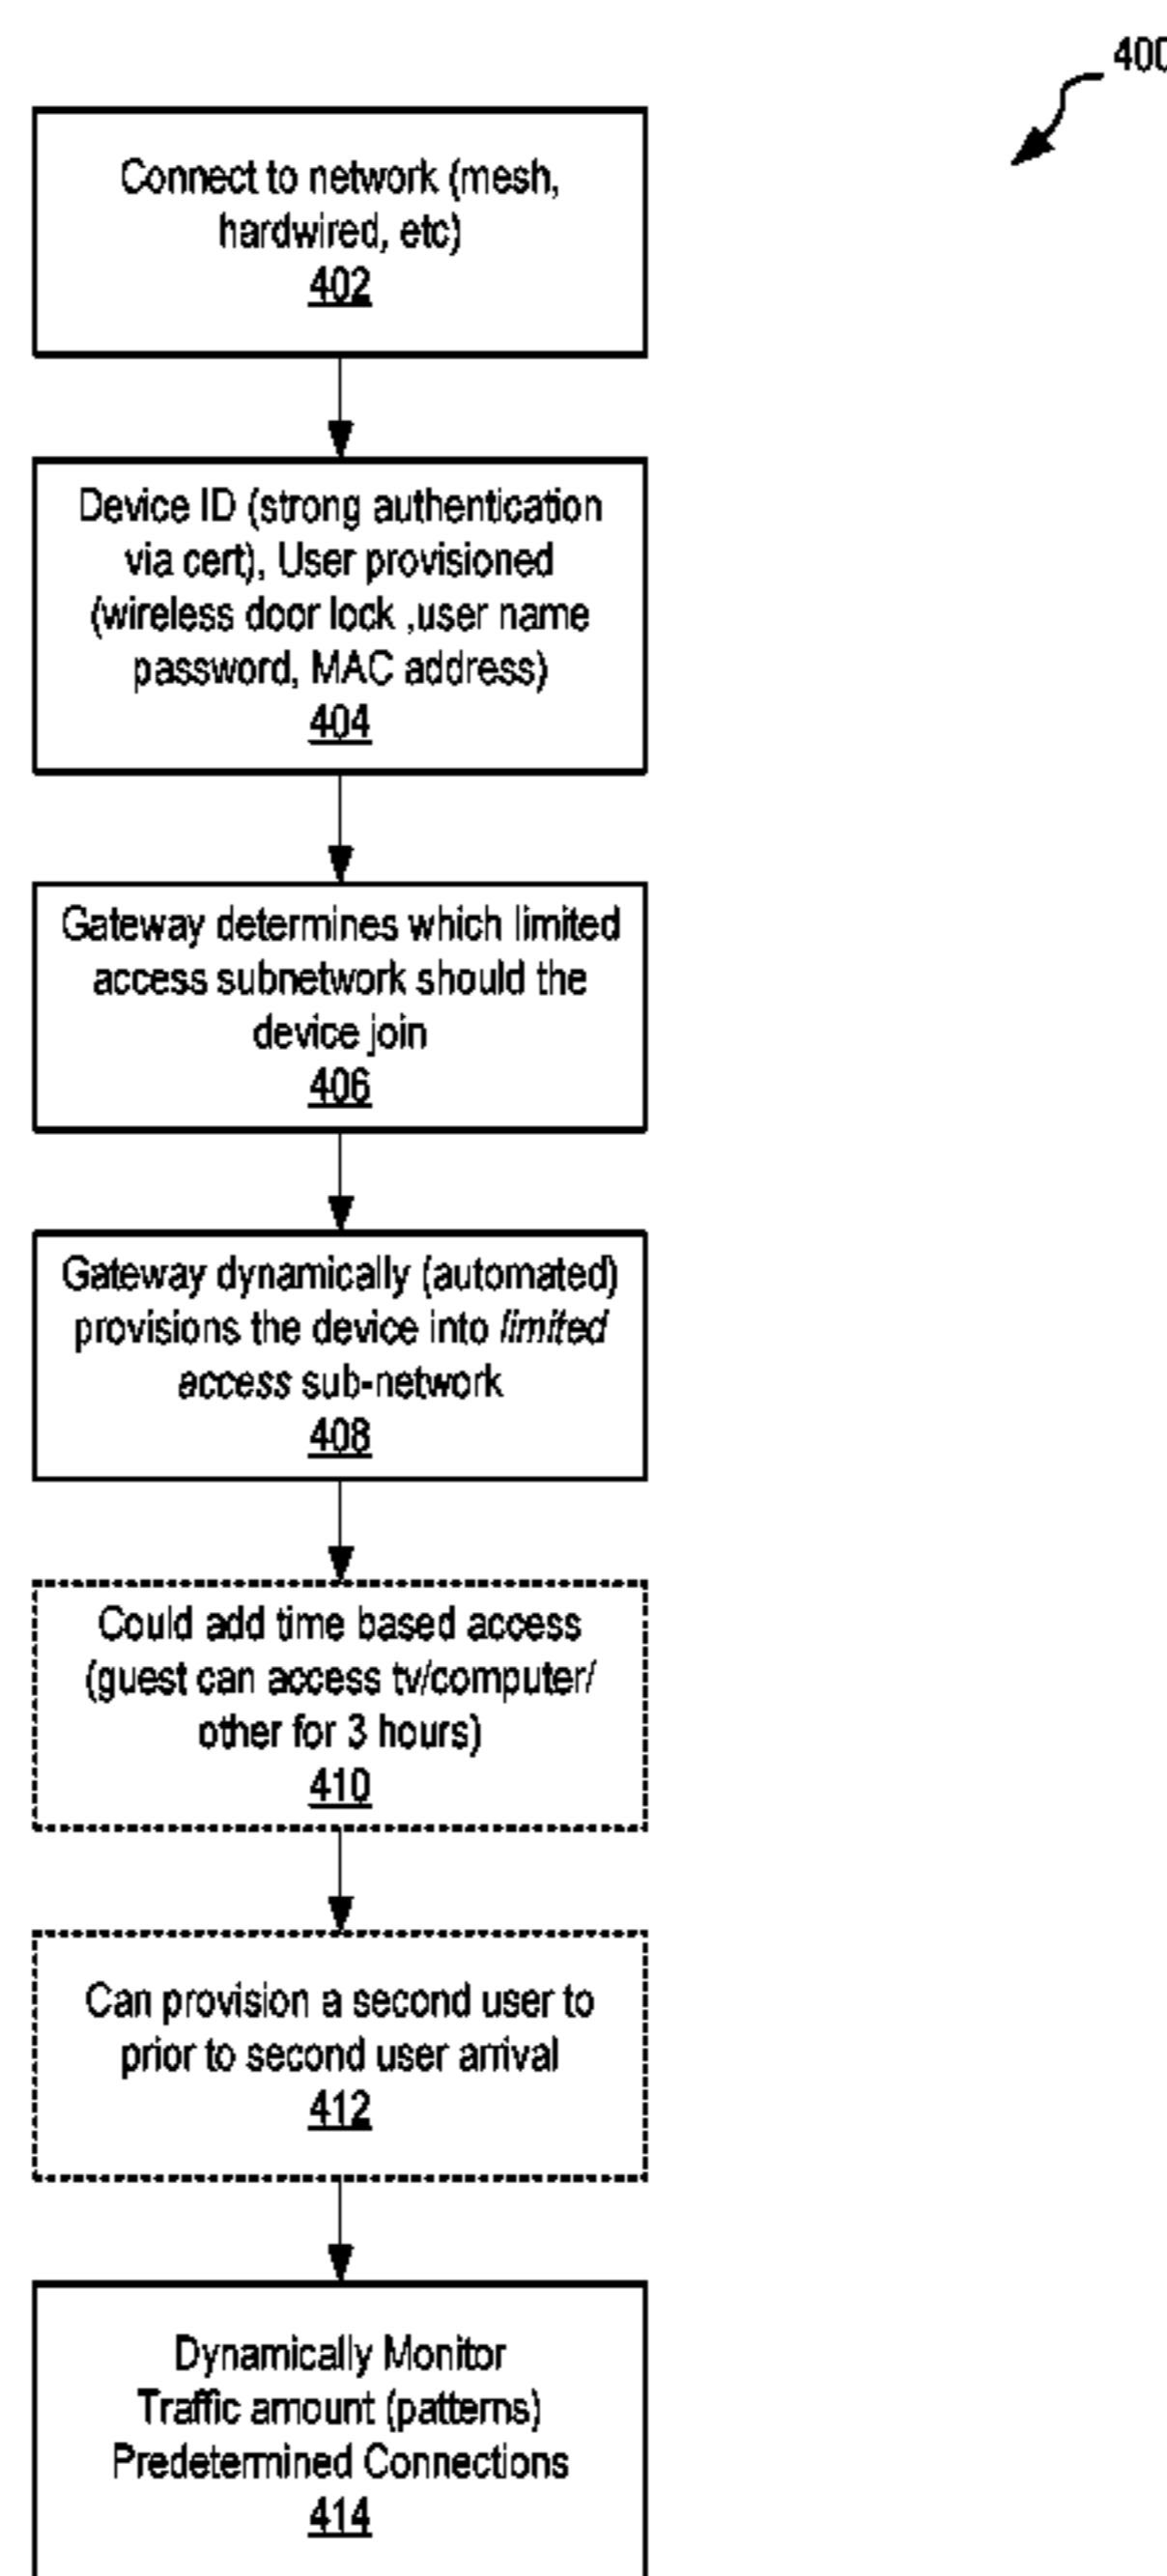 400
Connect to network (mesh,
hardwired, etc)
402
Device ID (strong authentication
via cert), User provisioned
(wireless door lock ,user name
password, MAC address)
404
Gateway determines which limited
access subnetwork should the
device join
406
Gateway dynamically (automated)
provisions the device into limited
access sub-network
408
Could add time based access
(guest can access tv/computer/
other for 3 hours)
410
Can provision a second user to
prior to second user arrival
412
Dynamically Monitor
Traffic amount (patterns)
Predetermined Connections
414